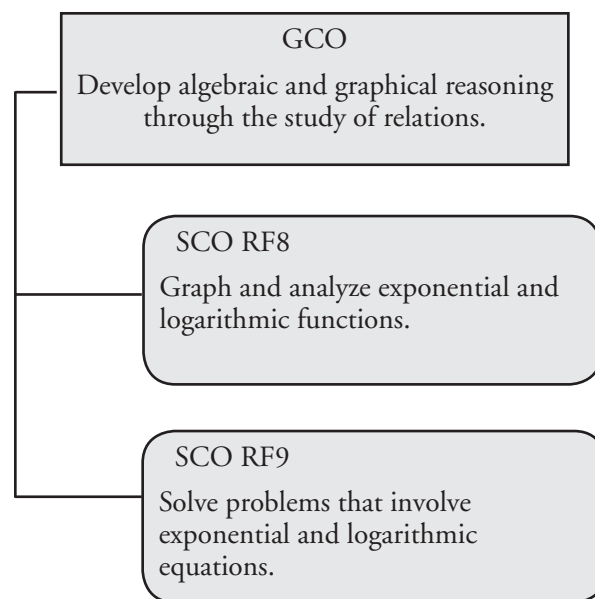 GCO
Develop algebraic and graphical reasoning
through the study of relations.
SCO RF8
Graph and analyze exponential and
logarithmic functions.
SCO RF9
Solve problems that involve
exponential and logarithmic
equations.